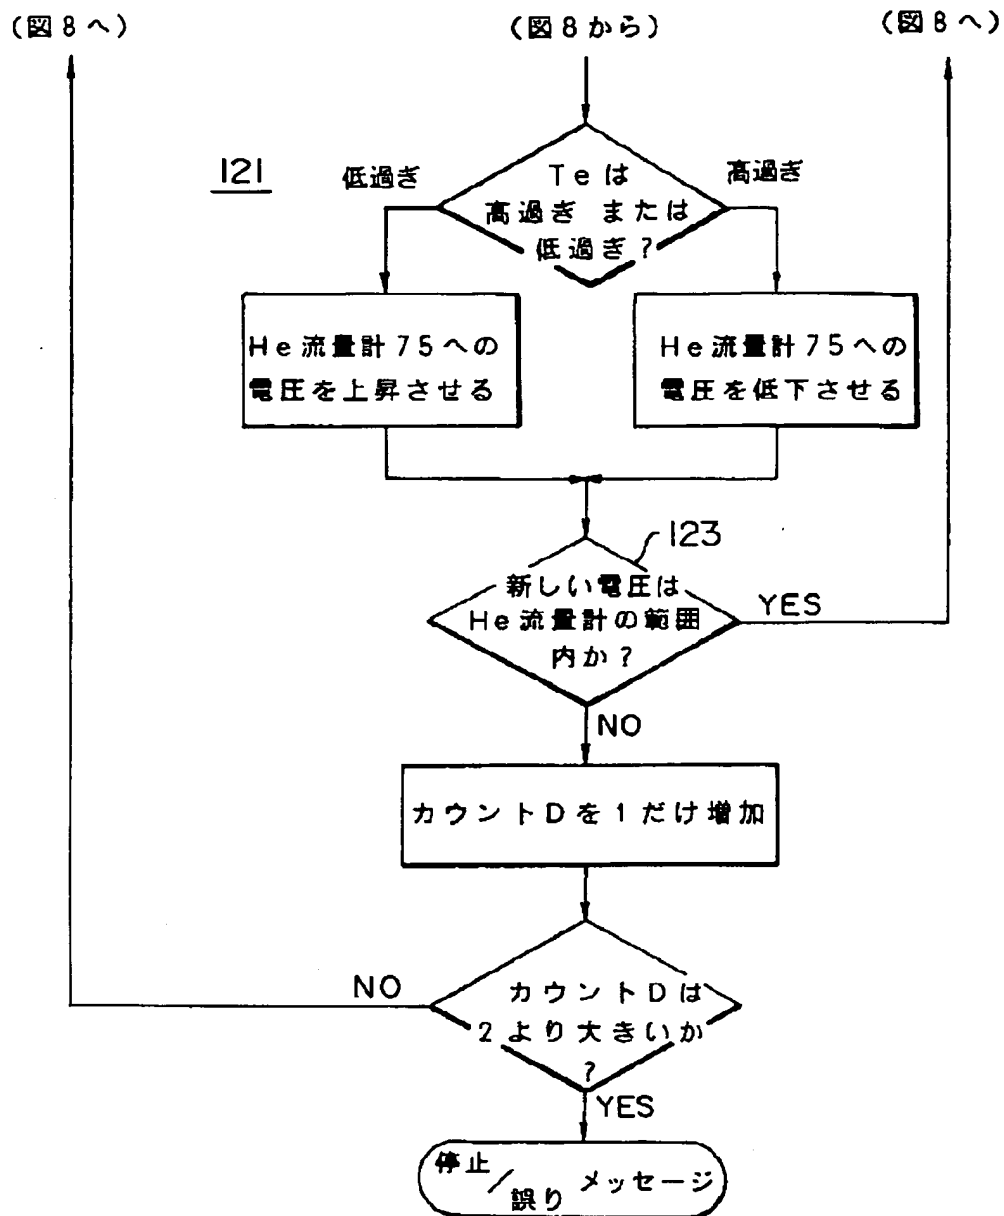 (図8へ)
(図8から)
(図8へ)
121
低過ぎ
Teは
高過ぎ または
低過ぎ?
高過ぎ
He流量計75への
電圧を上昇させる
He流量計75への
電圧を低下させる
123
新しい電圧は
He流量計の範囲
内か?
YES
NO
カウントDを1だけ増加
カウントDは
2より大きいか
?
NO
YES
停止/誤り メッセージ